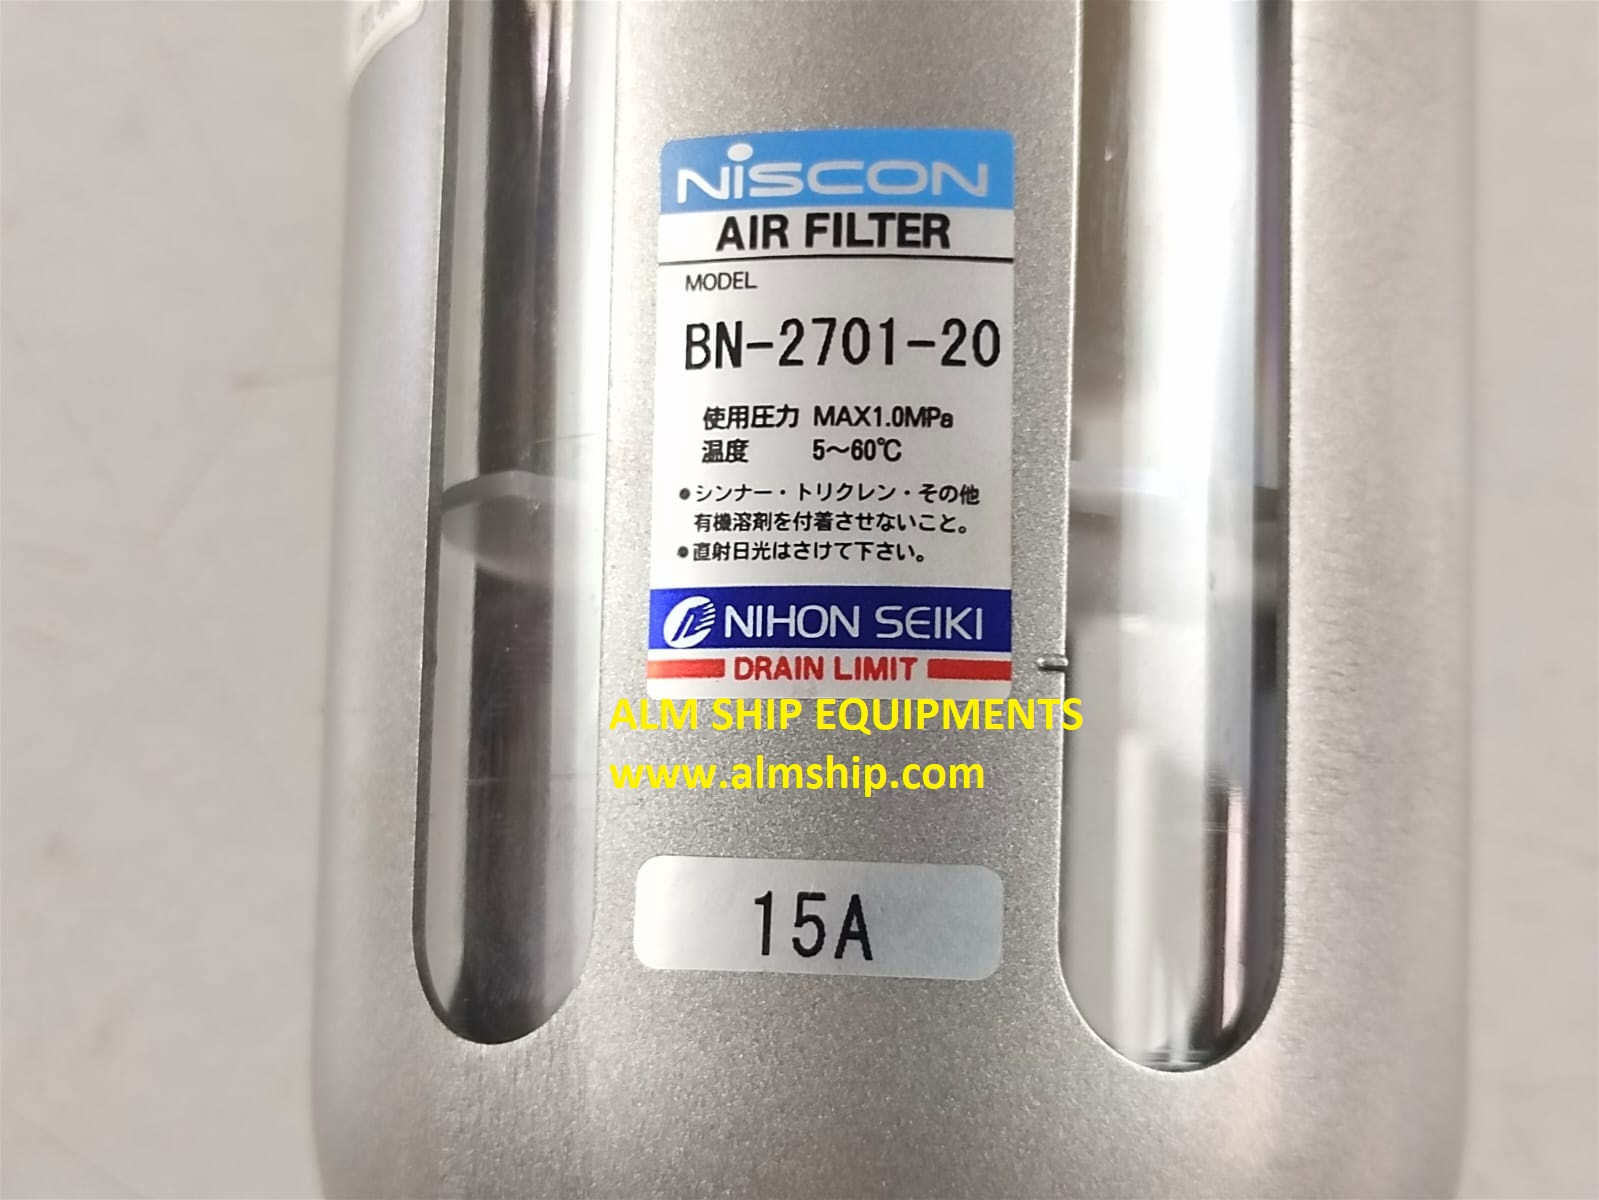 NiSCON
AIR FILTER
MODEL
BN-2701-20
使用圧力 MAX1.0MPa
温度 5～60℃
●シンナー・トリクレン・その他
有機溶剤を付着させないこと。
●直射日光はさけて下さい。
NIHON SEIKI
DRAIN LIMIT
ALM SHIP EQUIPMENTS
www.almship.com
15A